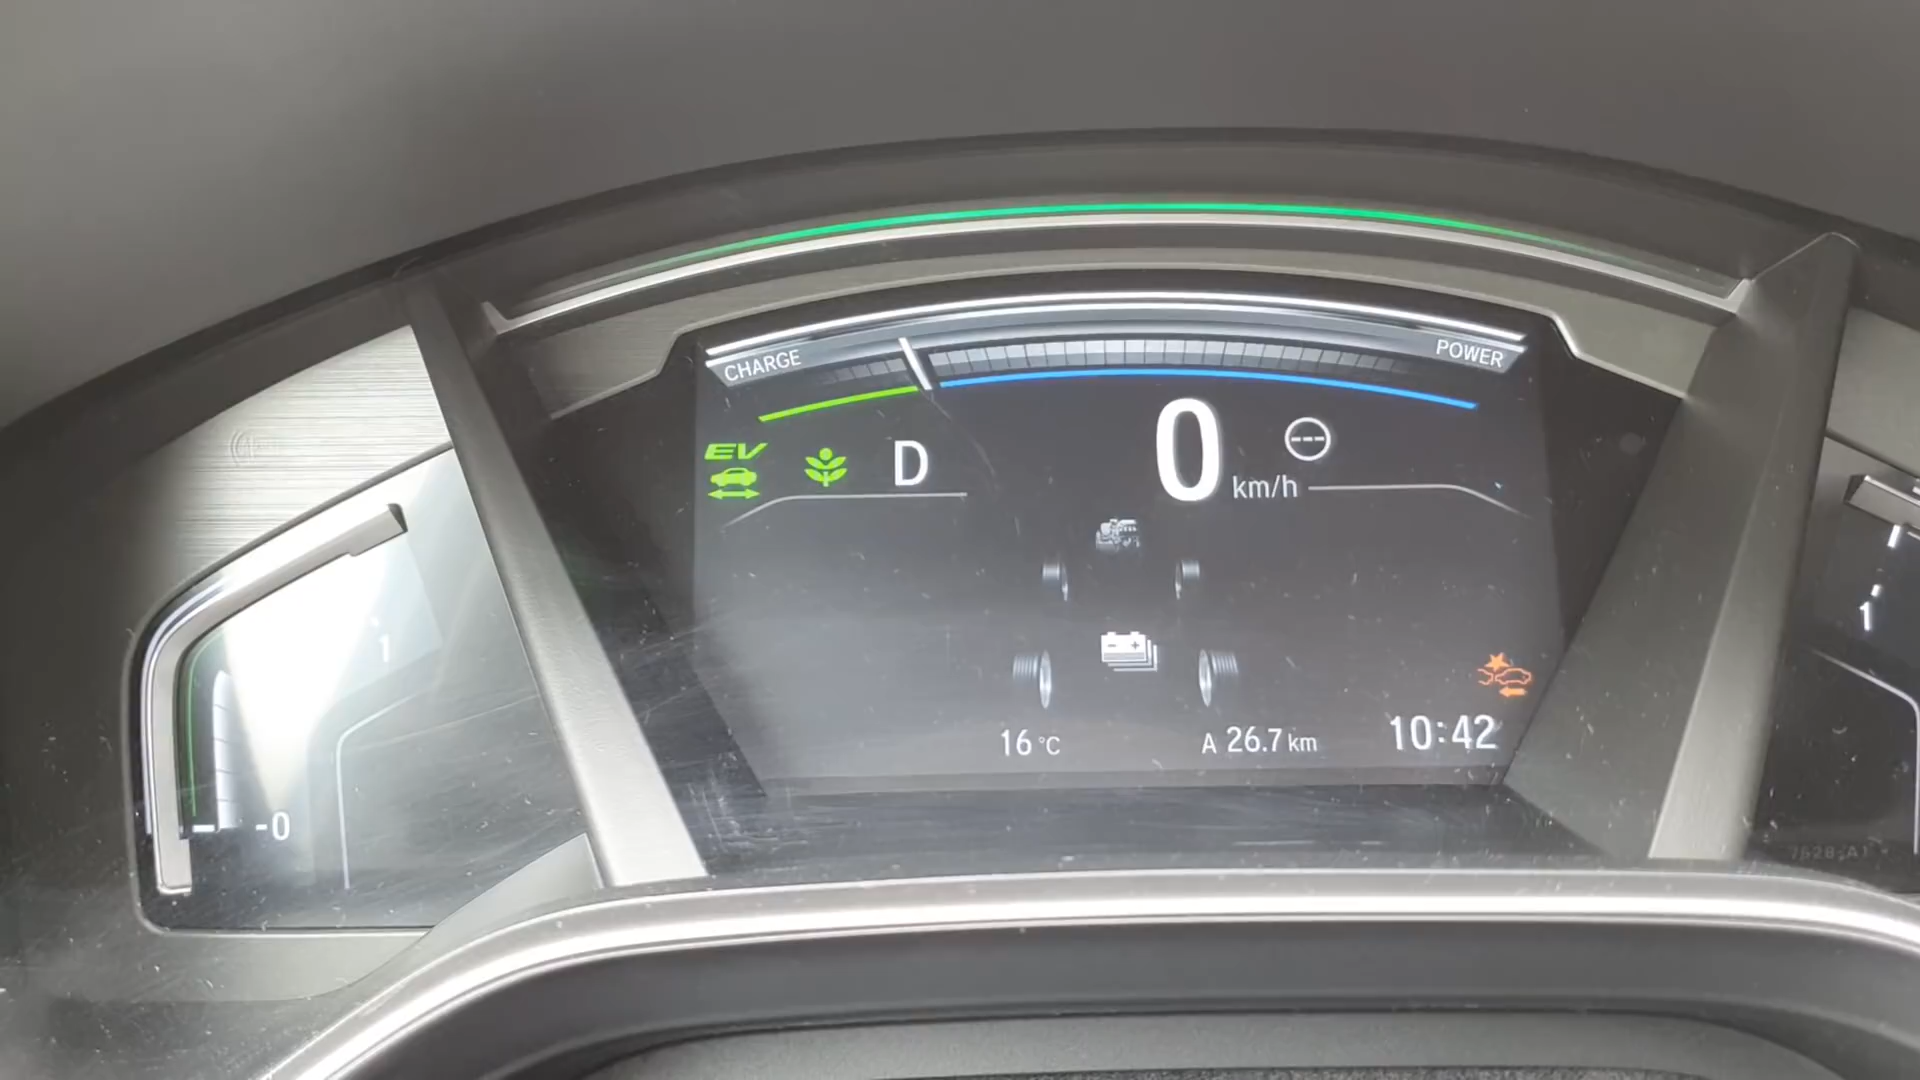 CHARGE
POWER
EV
D
0
km/h
---
1
1
-0
16 °C
A 26.7 km
10:42